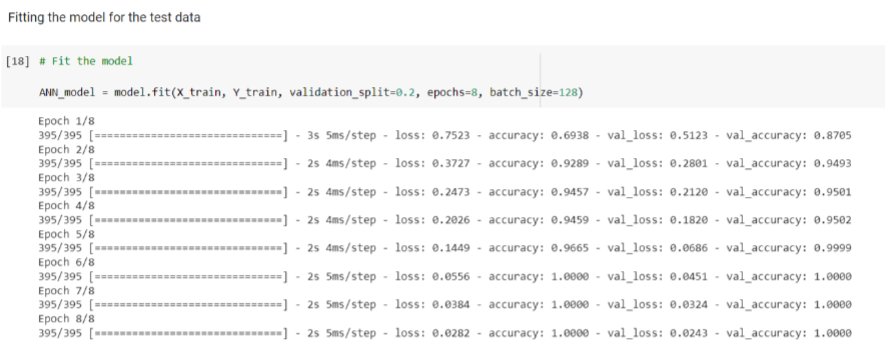 Fitting the model for the test data
[18] # Fit the model
ANN_model = model.fit(X_train, Y_train, validation_split=0.2, epochs=8, batch_size=128)
Epoch 1/8
395/395 [==============================] - 3s 5ms/step - loss: 0.7523 - accuracy: 0.6938 - val_loss: 0.5123 - val_accuracy: 0.8705
Epoch 2/8
395/395 [==============================] - 2s 4ms/step - loss: 0.3727 - accuracy: 0.9289 - val_loss: 0.2801 - val_accuracy: 0.9493
Epoch 3/8
395/395 [==============================] - 2s 4ms/step - loss: 0.2473 - accuracy: 0.9457 - val_loss: 0.2120 - val_accuracy: 0.9501
Epoch 4/8
395/395 [==============================] - 2s 4ms/step - loss: 0.2026 - accuracy: 0.9459 - val_loss: 0.1820 - val_accuracy: 0.9502
Epoch 5/8
395/395 [==============================] - 2s 4ms/step - loss: 0.1449 - accuracy: 0.9665 - val_loss: 0.0686 - val_accuracy: 0.9999
Epoch 6/8
395/395 [==============================] - 2s 5ms/step - loss: 0.0556 - accuracy: 1.0000 - val_loss: 0.0451 - val_accuracy: 1.0000
Epoch 7/8
395/395 [==============================] - 2s 5ms/step - loss: 0.0384 - accuracy: 1.0000 - val_loss: 0.0324 - val_accuracy: 1.0000
Epoch 8/8
395/395 [==============================] - 2s 5ms/step - loss: 0.0282 - accuracy: 1.0000 - val_loss: 0.0243 - val_accuracy: 1.0000